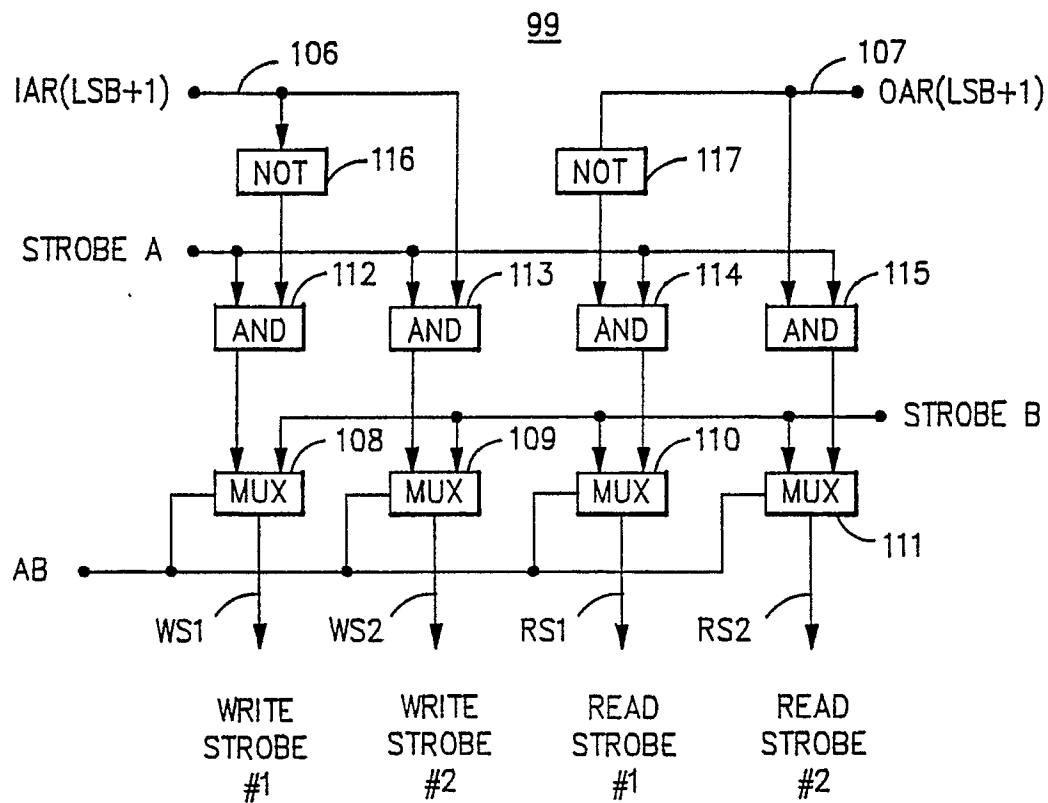 99
106
107
IAR(LSB+1)
OAR(LSB+1)
NOT
116
NOT
117
STROBE A
112
113
114
115
AND
AND
AND
AND
STROBE B
108
109
110
MUX
MUX
MUX
MUX
111
AB
WS1
WS2
RS1
RS2
WRITE
STROBE
#1
WRITE
STROBE
#2
READ
STROBE
#1
READ
STROBE
#2